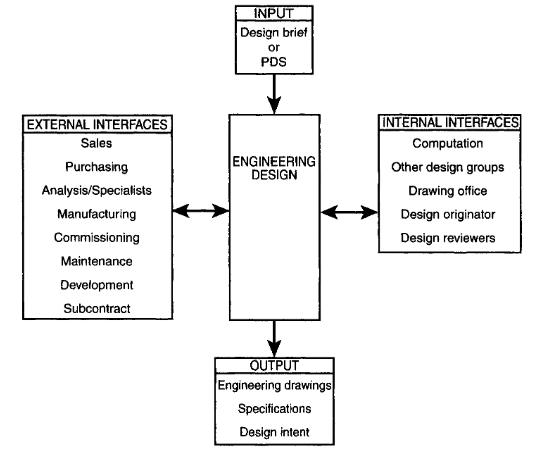 INPUT
Design brief
or
PDS
EXTERNAL INTERFACES
Sales
Purchasing
Analysis/Specialists
Manufacturing
Commissioning
Maintenance
Development
Subcontract
ENGINEERING
DESIGN
INTERNAL INTERFACES
Computation
Other design groups
Drawing office
Design originator
Design reviewers
OUTPUT
Engineering drawings
Specifications
Design intent